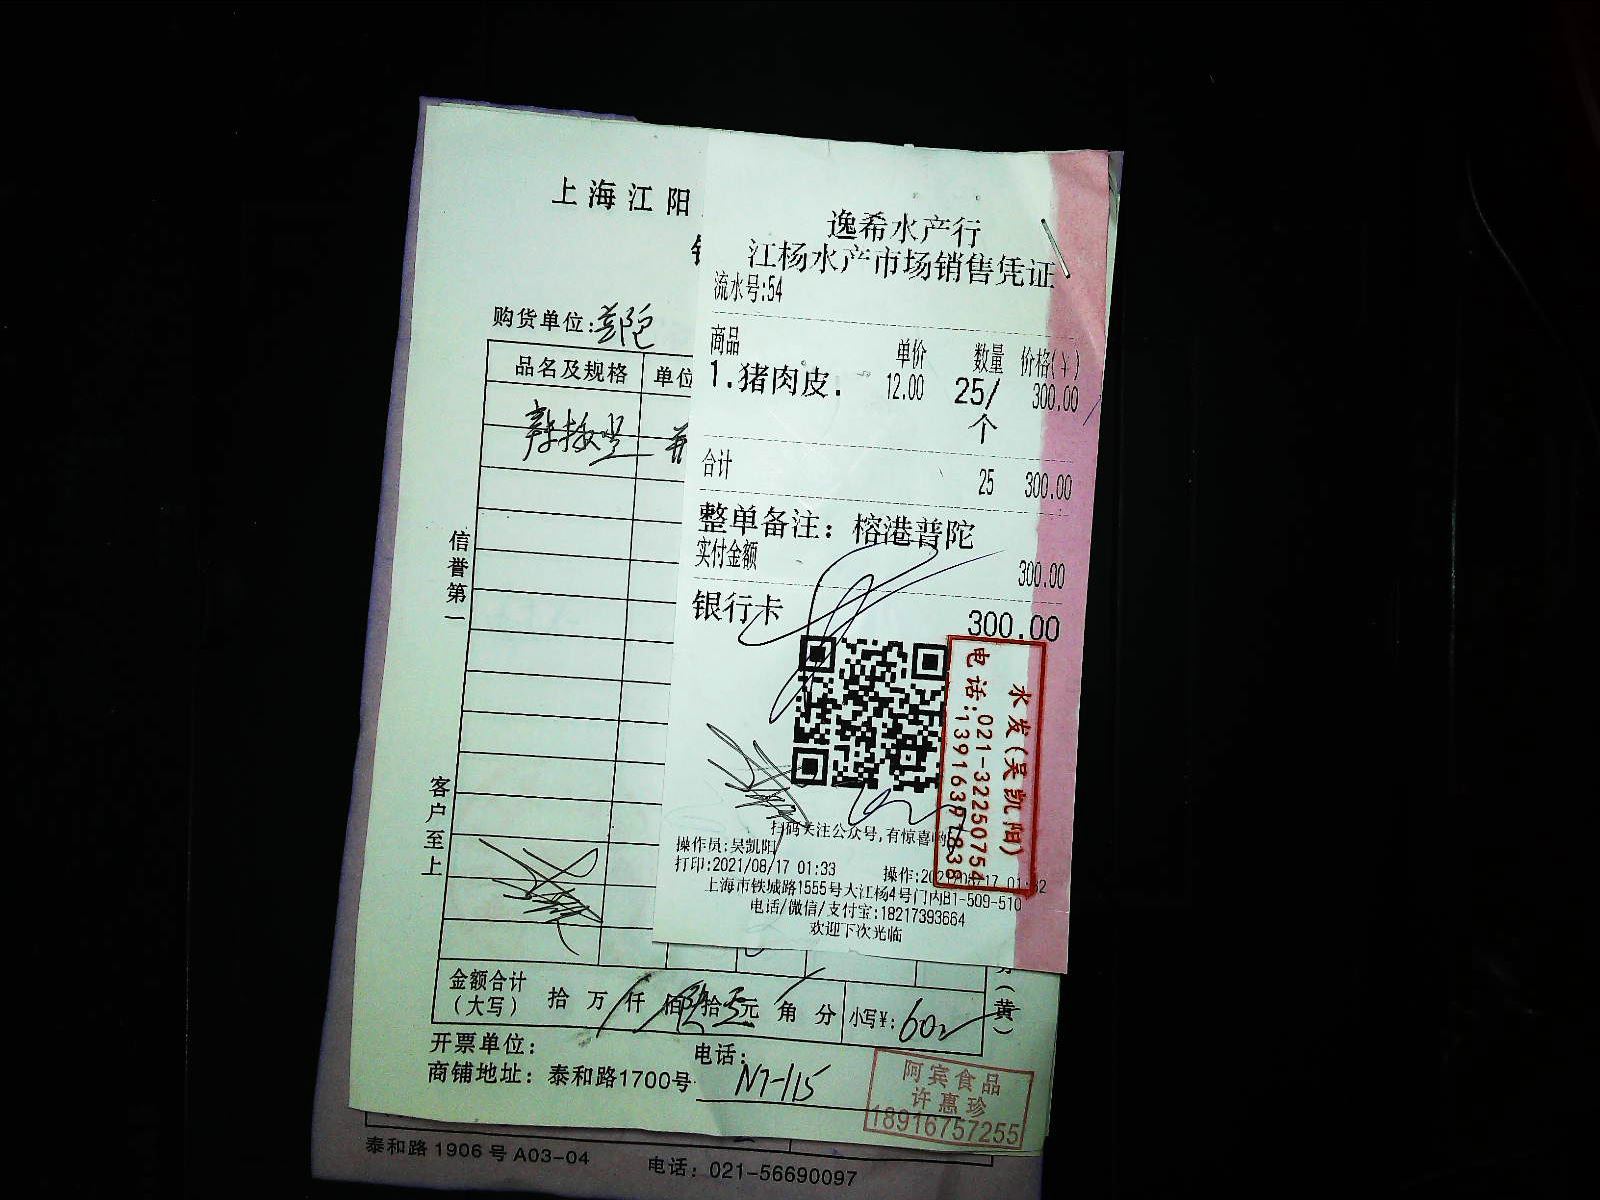 上海江阳
逸希水产行
江杨水产市场销售凭证
流水号:54
商品 单价 数量 价格(¥)
1.猪肉皮. 12.00 25/个 300.00
合计 25 300.00
整单备注：榕港普陀
实付金额 300.00
银行卡 300.00
水发(吴凯阳)
电话:021-32250754
扫码关注公众号,有惊喜哟
操作员:吴凯阳
打印:2021/08/17 01:33 操作:2021/08/17 01:32
上海市铁城路1555号大江杨4号门内B1-509-510
电话/微信/支付宝:18217393664
欢迎下次光临
购货单位:
品名及规格 单位
信誉第一
客户至上
金额合计(大写) 拾 万 仟 佰 拾 元 角 分 小写¥:
(黄)
开票单位: 电话:
商铺地址: 泰和路1700号
阿宾食品
许惠珍
18916757255
泰和路1906号A03-04 电话: 021-56690097